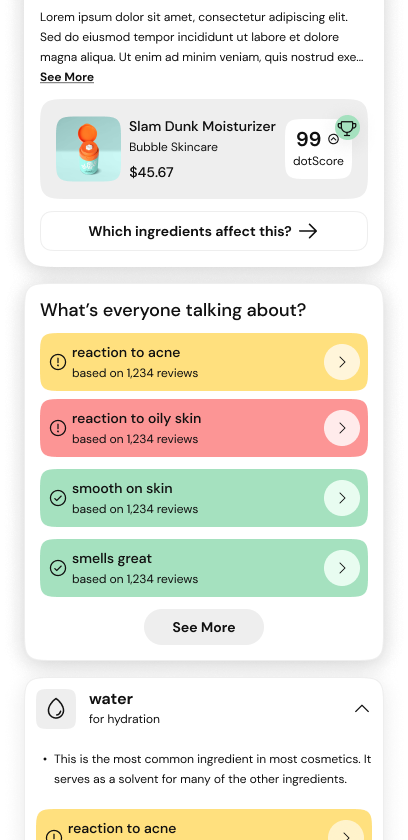 Lorem ipsum dolor sit amet, consectetur adipiscing elit.
Sed do eiusmod tempor incididunt ut labore et dolore
magna aliqua. Ut enim ad minim veniam, quis nostrud exe...
See More
Slam Dunk Moisturizer
Bubble Skincare
$45.67
99
dotScore
Which ingredients affect this?
What's everyone talking about?
reaction to acne
based on 1,234 reviews
reaction to oily skin
based on 1,234 reviews
smooth on skin
based on 1,234 reviews
smells great
based on 1,234 reviews
See More
water
for hydration
• This is the most common ingredient in most cosmetics. It
serves as a solvent for many of the other ingredients.
reaction to acne